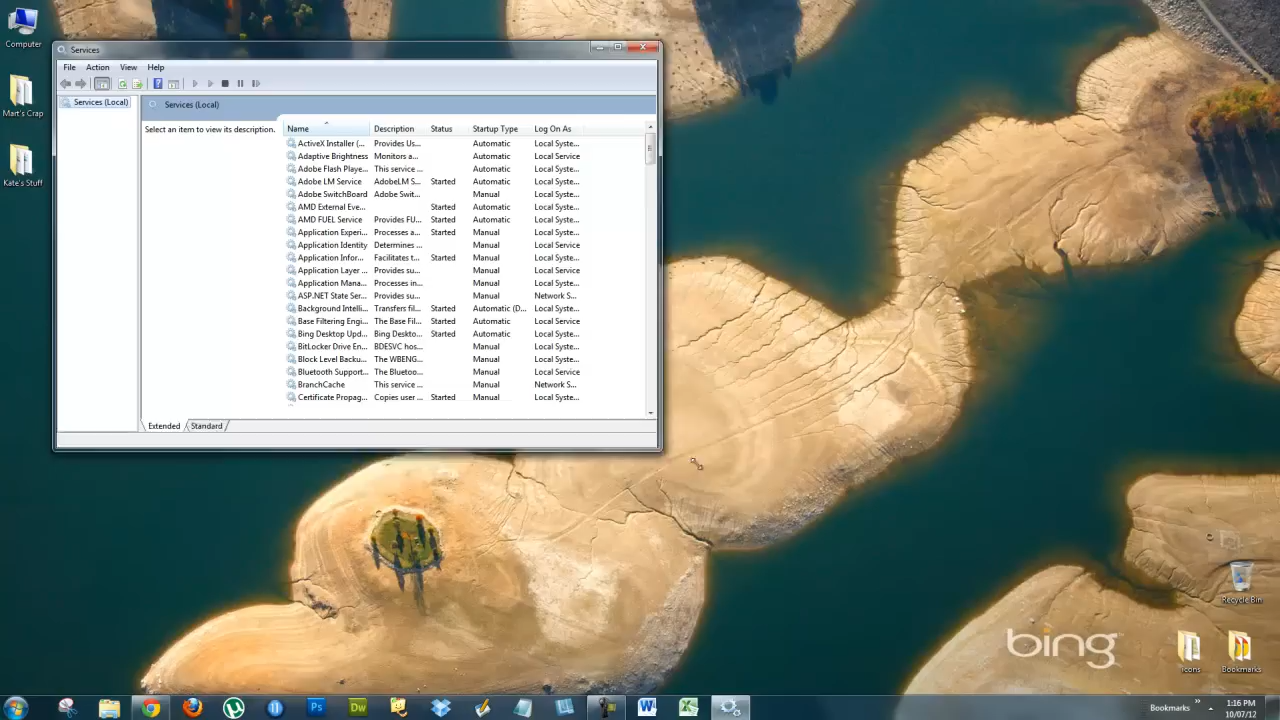 Computer
Mart's Crap
Kate's Stuff
Services
File Action View Help
Services (Local)
Services (Local)
Select an item to view its description.
Name Description Status Startup Type Log On As
ActiveX Installer (... Provides Us... Automatic Local Syste...
Adaptive Brightness Monitors a... Automatic Local Service
Adobe Flash Playe... This service ... Automatic Local Syste...
Adobe LM Service AdobeLM S... Started Automatic Local Syste...
Adobe SwitchBoard Adobe Swit... Manual Local Syste...
AMD External Eve... Started Automatic Local Syste...
AMD FUEL Service Provides FU... Started Automatic Local Syste...
Application Experi... Processes a... Started Manual Local Syste...
Application Identity Determines ... Manual Local Service
Application Infor... Facilitates t... Started Manual Local Syste...
Application Layer ... Provides su... Manual Local Service
Application Mana... Processes in... Manual Local Syste...
ASP.NET State Ser... Provides su... Manual Network S...
Background Intelli... Transfers fil... Started Automatic (D... Local Syste...
Base Filtering Engi... The Base Fil... Started Automatic Local Service
Bing Desktop Upd... Bing Deskto... Started Automatic Local Syste...
BitLocker Drive En... BDESVC hos... Manual Local Syste...
Block Level Backu... The WBENG... Manual Local Syste...
Bluetooth Support... The Bluetoo... Manual Local Service
BranchCache This service ... Manual Network S...
Certificate Propag... Copies user ... Started Manual Local Syste...
Extended Standard
Recycle Bin
bing
Icons
Bookmarks
Ps
Dw
W
X
Bookmarks »
1:16 PM
10/07/12